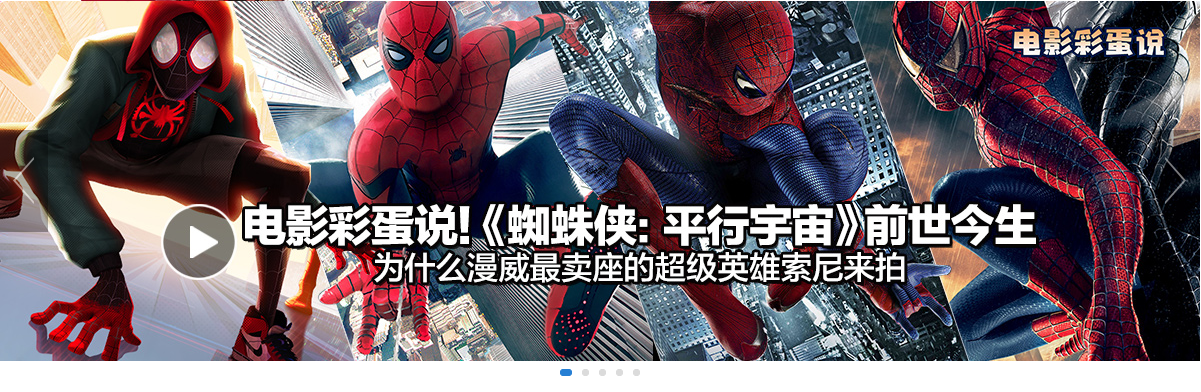 电影彩蛋说
电影彩蛋说!《蜘蛛侠: 平行宇宙》前世今生
为什么漫威最卖座的超级英雄索尼来拍